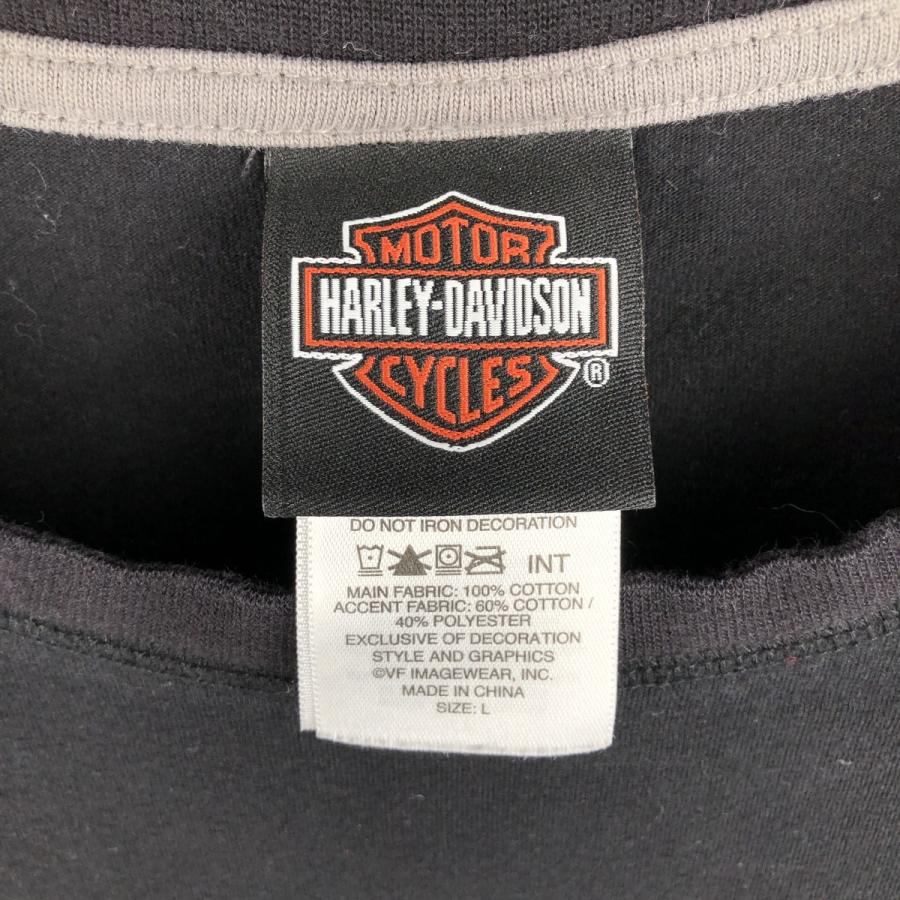 MOTOR
HARLEY-DAVIDSON
CYCLES
®
DO NOT IRON DECORATION
INT
MAIN FABRIC: 100% COTTON
ACCENT FABRIC: 60% COTTON /
40% POLYESTER
EXCLUSIVE OF DECORATION
STYLE AND GRAPHICS
©VF IMAGEWEAR, INC.
MADE IN CHINA
SIZE: L